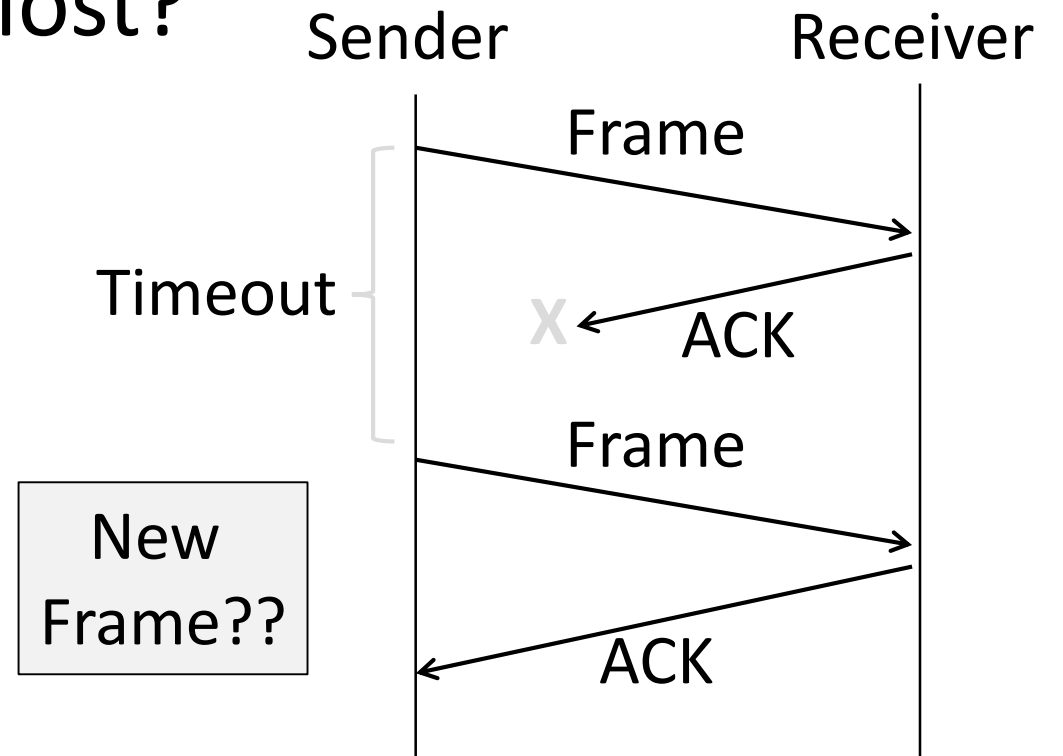 lost?
Sender
Receiver
Frame
Timeout
X
ACK
Frame
New
Frame??
ACK